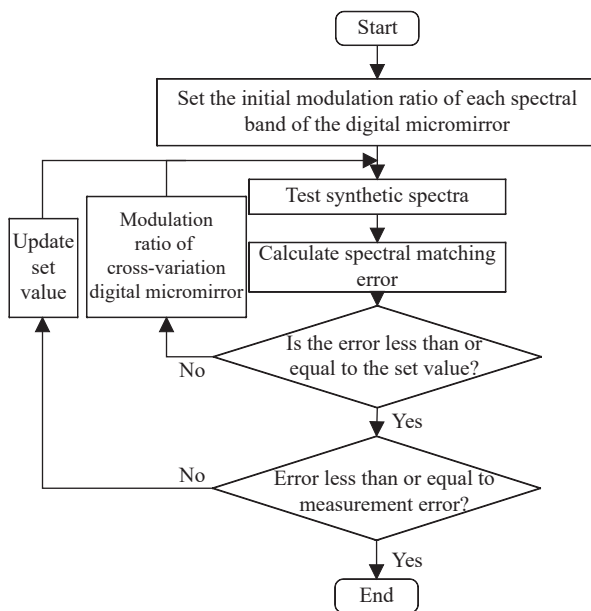 Start
Set the initial modulation ratio of each spectral
band of the digital micromirror
Test synthetic spectra
Modulation
ratio of
cross-variation
digital micromirror
Update
set
value
Calculate spectral matching
error
Is the error less than or
equal to the set value?
No
Yes
Error less than or equal to
measurement error?
No
Yes
End